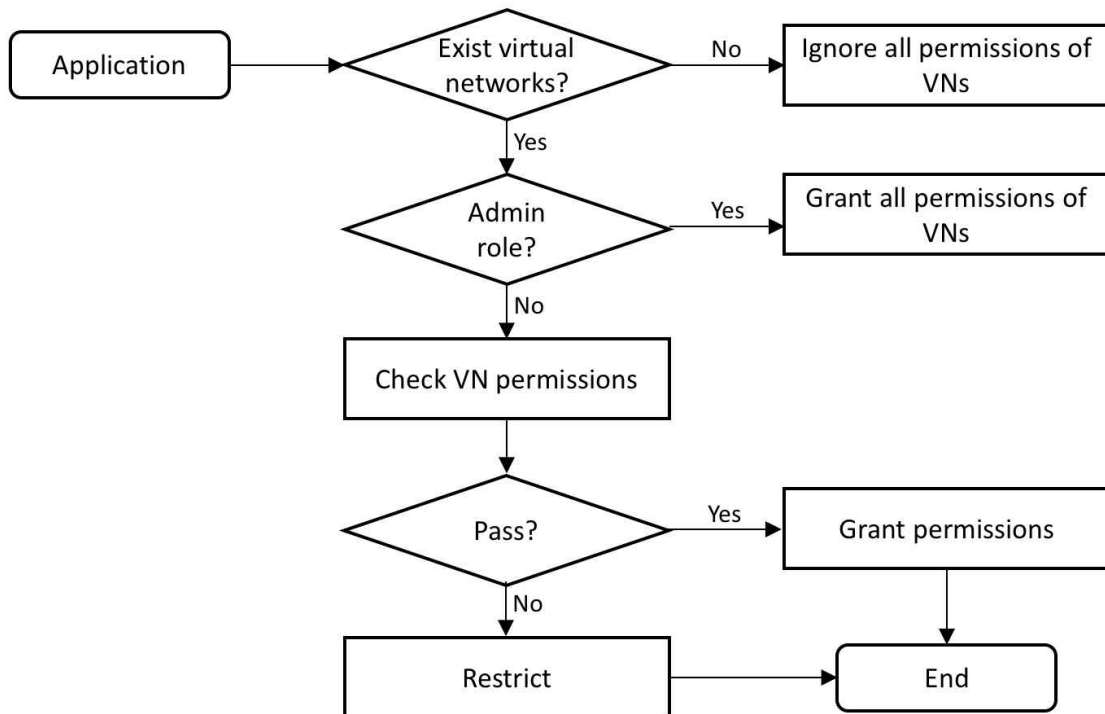 Application
Exist virtual
networks?
No
Ignore all permissions of
VNs
Yes
Admin
role?
Yes
Grant all permissions of
VNs
No
Check VN permissions
Pass?
Yes
Grant permissions
No
Restrict
End